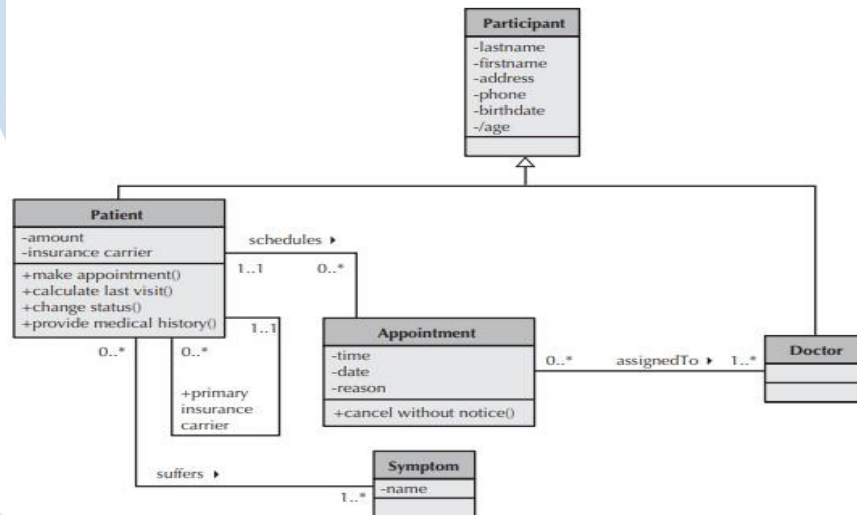 Participant
-lastname
-firstname
-address
-phone
-birthdate
-/age
Patient
-amount
-insurance carrier
+make appointment()
+calculate last visit()
+change status()
+provide medical history()
schedules ▸
1..1
0..*
1..1
0..*
+primary
insurance
carrier
0..*
suffers ▸
1..*
Appointment
-time
-date
-reason
+cancel without notice()
0..*
assignedTo ▸
1..*
Doctor
Symptom
-name